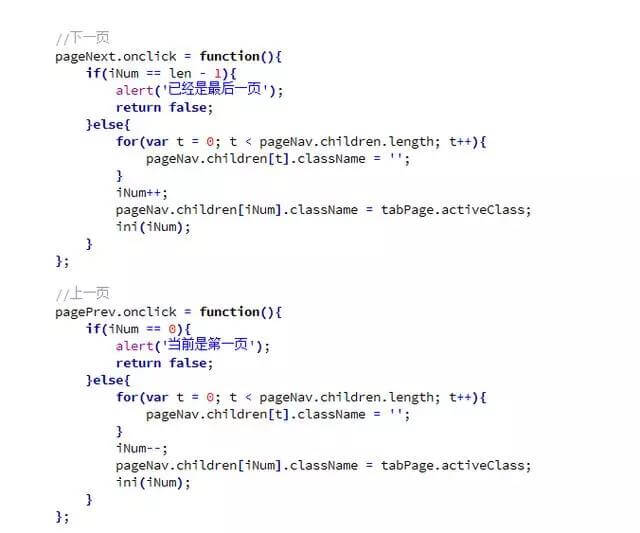 //下一页
pageNext.onclick = function(){
    if(iNum == len - 1){
        alert('已经是最后一页');
        return false;
    }else{
        for(var t = 0; t < pageNav.children.length; t++){
            pageNav.children[t].className = '';
        }
        iNum++;
        pageNav.children[iNum].className = tabPage.activeClass;
        ini(iNum);
    }
};
//上一页
pagePrev.onclick = function(){
    if(iNum == 0){
        alert('当前是第一页');
        return false;
    }else{
        for(var t = 0; t < pageNav.children.length; t++){
            pageNav.children[t].className = '';
        }
        iNum--;
        pageNav.children[iNum].className = tabPage.activeClass;
        ini(iNum);
    }
};